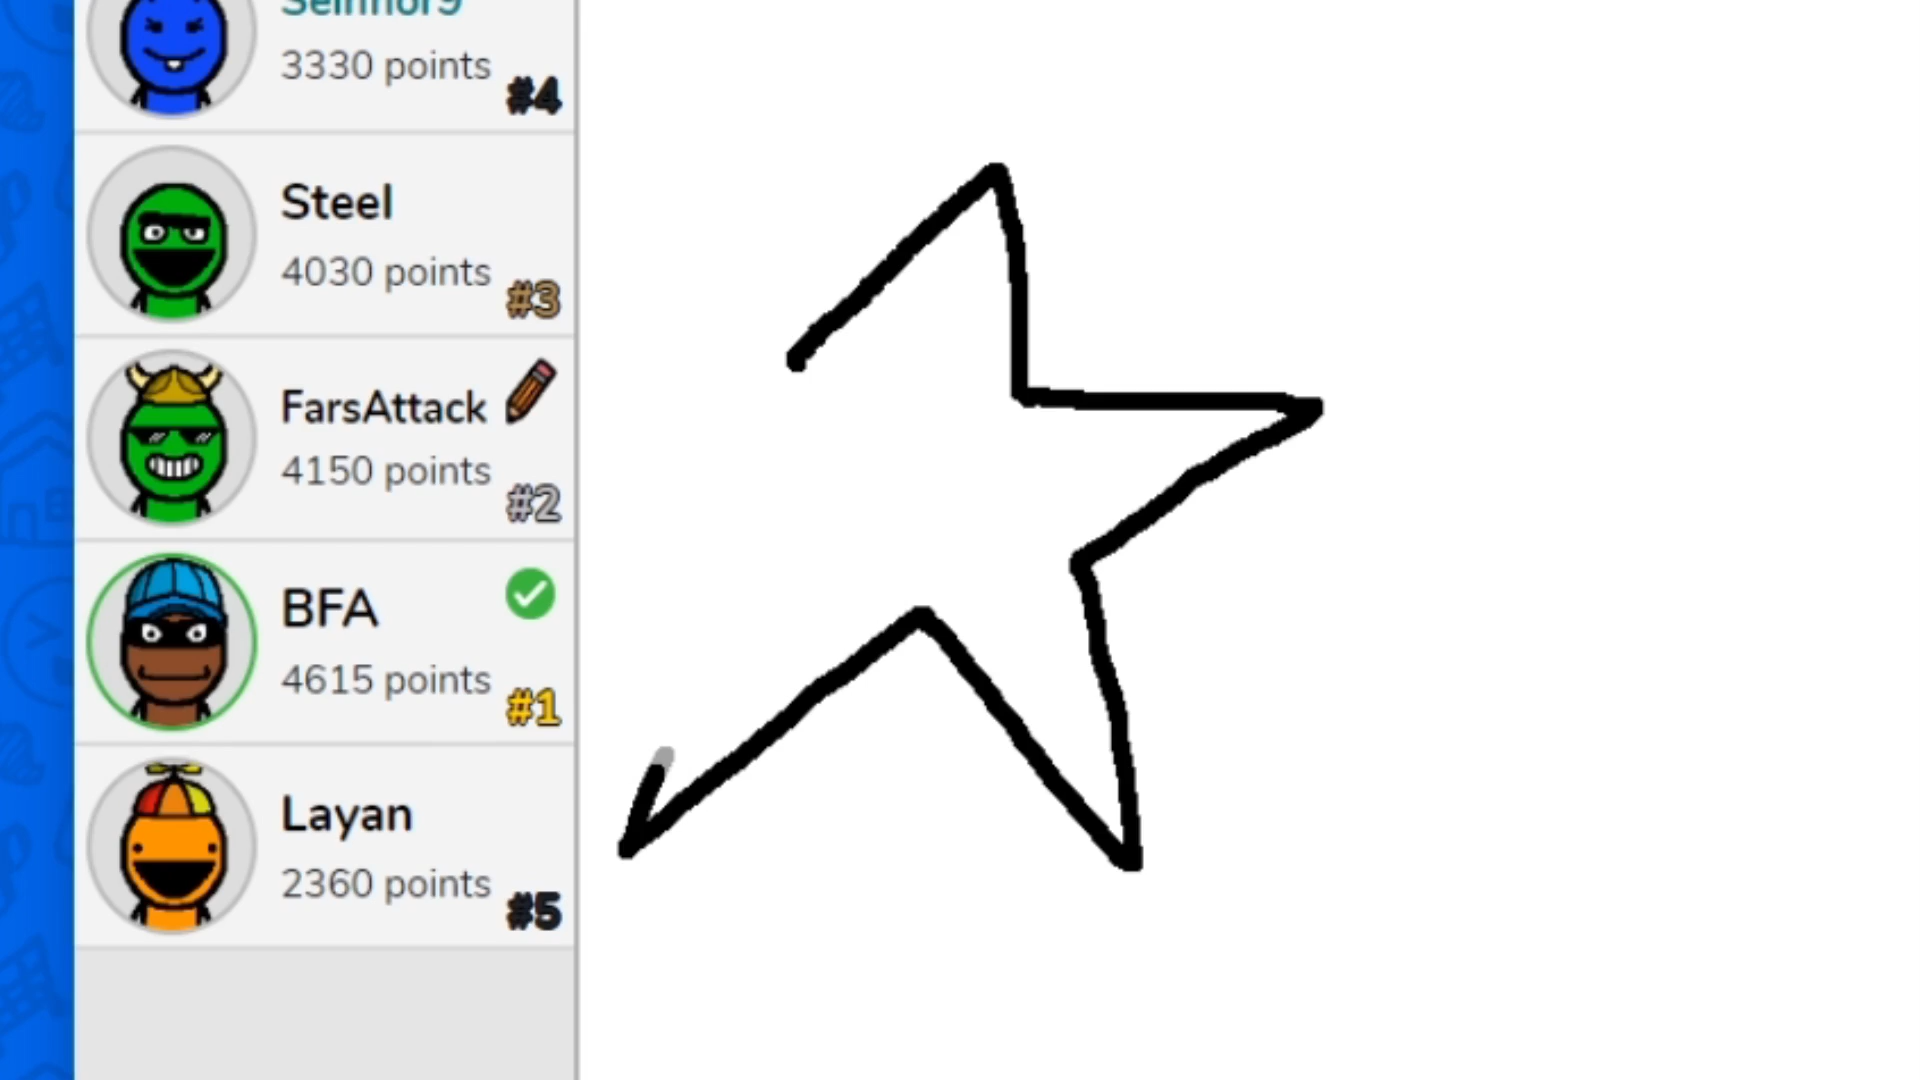 3330 points
#4
Steel
4030 points
#3
FarsAttack
4150 points
#2
BFA
4615 points
#1
Layan
2360 points
#5